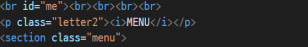 <br id="me"><br><br><br><br>
<p class="letter2"><i>MENU</i></p>
<section class="menu">